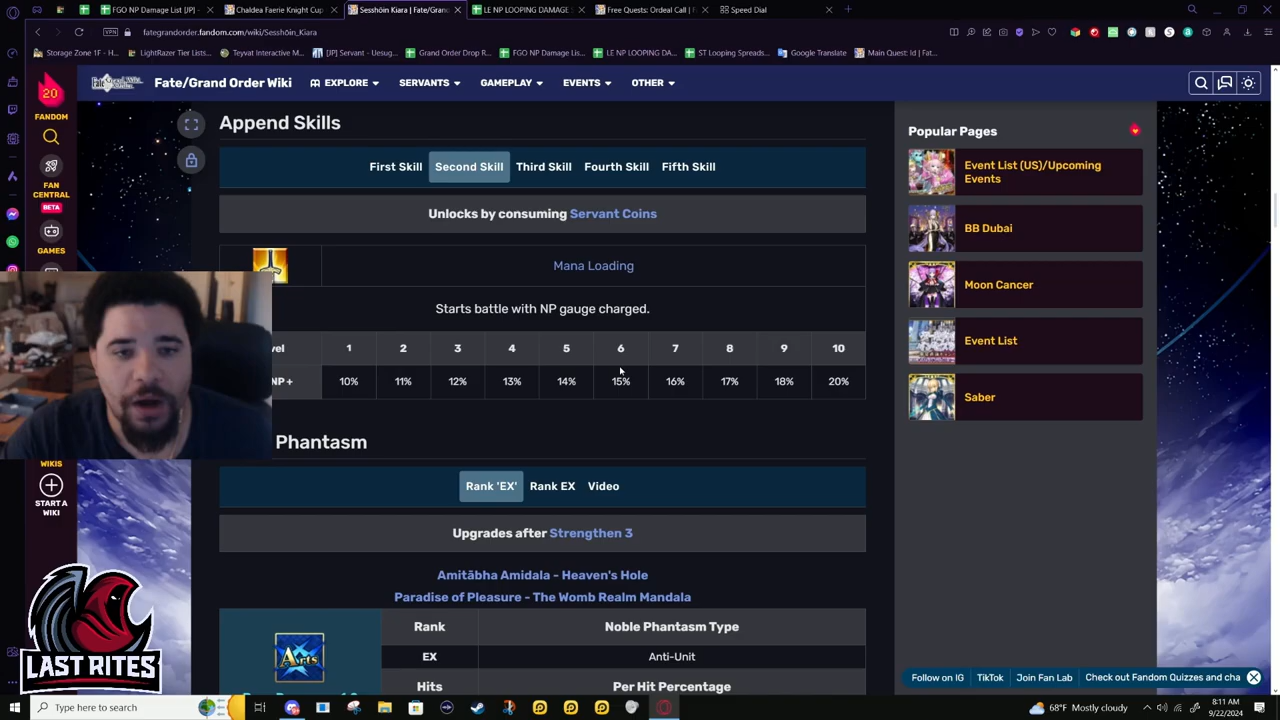 FGO NP Damage List [JP] -
Chaldea Faerie Knight Cup
Sesshōin Kiara | Fate/Gran
LE NP LOOPING DAMAGE
Free Quests: Ordeal Call | F
Speed Dial
VPN
fategrandorder.fandom.com/wiki/Sesshōin_Kiara
Storage Zone 1F - H...
LightRazer Tier Lists...
Teyvat Interactive...
[JP] Servant - Uesug...
Grand Order Drop R...
FGO NP Damage Lis...
LE NP LOOPING DA...
ST Looping Spreads...
Google Translate
Main Quest: Id | Fat...
20
FANDOM
Fate/Grand Order Wiki
EXPLORE
SERVANTS
GAMEPLAY
EVENTS
OTHER
FAN
CENTRAL
BETA
GAMES
WIKIS
START A
WIKI
Append Skills
First Skill
Second Skill
Third Skill
Fourth Skill
Fifth Skill
Unlocks by consuming Servant Coins
Mana Loading
Starts battle with NP gauge charged.
vel 1 2 3 4 5 6 7 8 9 10
NP + 10% 11% 12% 13% 14% 15% 16% 17% 18% 20%
Phantasm
Rank 'EX'
Rank EX
Video
Upgrades after Strengthen 3
Amitābha Amidala - Heaven's Hole
Paradise of Pleasure - The Womb Realm Mandala
Arts
Rank Noble Phantasm Type
EX Anti-Unit
Hits Per Hit Percentage
Popular Pages
Event List (US)/Upcoming
Events
BB Dubai
Moon Cancer
Event List
Saber
Follow on IG
TikTok
Join Fan Lab
Check out Fandom Quizzes and cha
LAST RITES
Type here to search
68°F Mostly cloudy
8:11 AM
9/22/2024